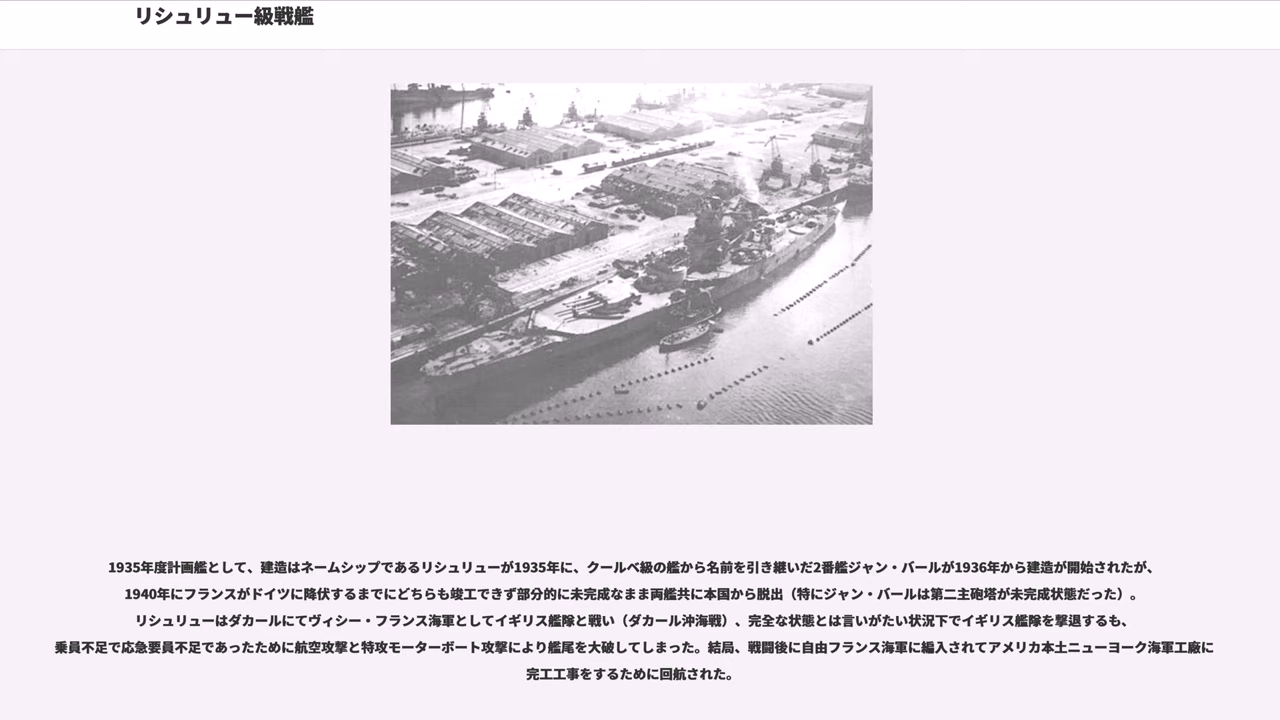 リシュリュー級戦艦
1935年度計画艦として、建造はネームシップであるリシュリューが1935年に、クールベ級の艦から名前を引き継いだ2番艦ジャン・バールが1936年から建造が開始されたが、
1940年にフランスがドイツに降伏するまでにどちらも竣工できず部分的に未完成なまま両艦共に本国から脱出（特にジャン・バールは第二主砲塔が未完成状態だった）。
リシュリューはダカールにてヴィシー・フランス海軍としてイギリス艦隊と戦い（ダカール沖海戦）、完全な状態とは言いがたい状況下でイギリス艦隊を撃退するも、
乗員不足で応急要員不足であったために航空攻撃と特攻モーターボート攻撃により艦尾を大破してしまった。結局、戦闘後に自由フランス海軍に編入されてアメリカ本土ニューヨーク海軍工廠に
完工工事をするために回航された。